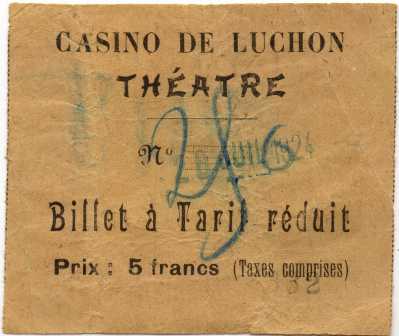 CASINO DE LUCHON
THÉATRE
Nº
Billet à Tarif réduit
Prix : 5 francs (Taxes comprises)